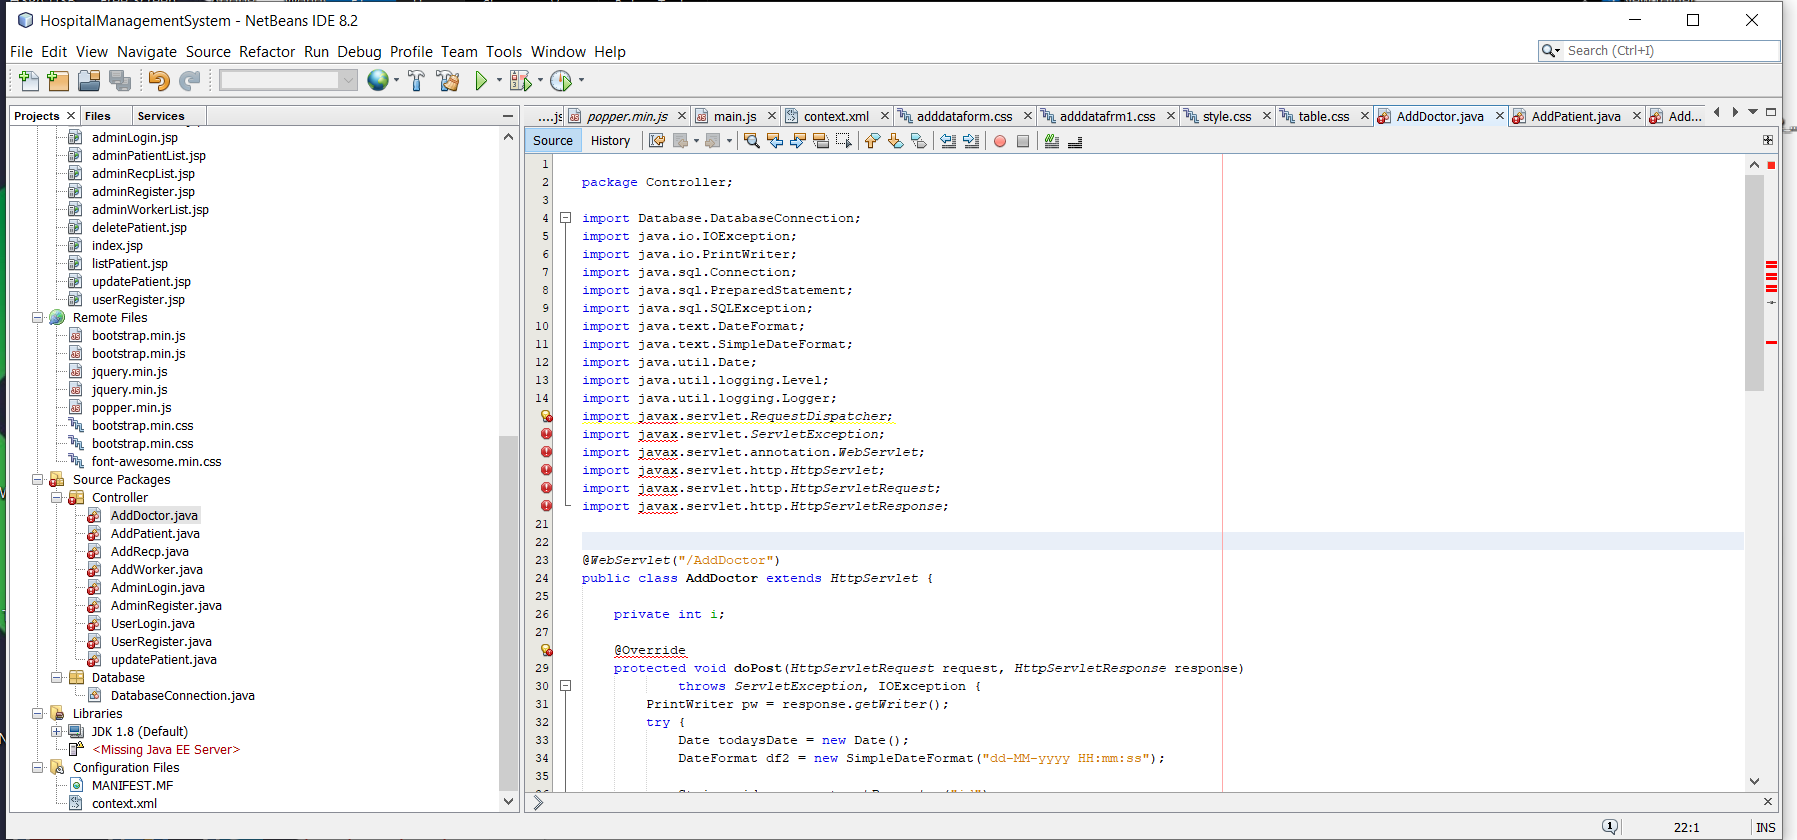 HospitalManagementSystem - NetBeans IDE 8.2
File Edit View Navigate Source Refactor Run Debug Profile Team Tools Window Help
Search (Ctrl+I)
Projects Files Services
....js popper.min.js main.js context.xml adddataform.css adddatafrm1.css style.css table.css AddDoctor.java AddPatient.java Add...
Source History
adminLogin.jsp
adminPatientList.jsp
adminRecpList.jsp
adminRegister.jsp
adminWorkerList.jsp
deletePatient.jsp
index.jsp
listPatient.jsp
updatePatient.jsp
userRegister.jsp
Remote Files
bootstrap.min.js
bootstrap.min.js
jquery.min.js
jquery.min.js
popper.min.js
bootstrap.min.css
bootstrap.min.css
font-awesome.min.css
Source Packages
Controller
AddDoctor.java
AddPatient.java
AddRecp.java
AddWorker.java
AdminLogin.java
AdminRegister.java
UserLogin.java
UserRegister.java
updatePatient.java
Database
DatabaseConnection.java
Libraries
JDK 1.8 (Default)
<Missing Java EE Server>
Configuration Files
MANIFEST.MF
context.xml
1
2 package Controller;
3
4 import Database.DatabaseConnection;
5 import java.io.IOException;
6 import java.io.PrintWriter;
7 import java.sql.Connection;
8 import java.sql.PreparedStatement;
9 import java.sql.SQLException;
10 import java.text.DateFormat;
11 import java.text.SimpleDateFormat;
12 import java.util.Date;
13 import java.util.logging.Level;
14 import java.util.logging.Logger;
import javax.servlet.RequestDispatcher;
import javax.servlet.ServletException;
import javax.servlet.annotation.WebServlet;
import javax.servlet.http.HttpServlet;
import javax.servlet.http.HttpServletRequest;
import javax.servlet.http.HttpServletResponse;
21
22
23 @WebServlet("/AddDoctor")
24 public class AddDoctor extends HttpServlet {
25
26 private int i;
27
@Override
29 protected void doPost(HttpServletRequest request, HttpServletResponse response)
30 throws ServletException, IOException {
31 PrintWriter pw = response.getWriter();
32 try {
33 Date todaysDate = new Date();
34 DateFormat df2 = new SimpleDateFormat("dd-MM-yyyy HH:mm:ss");
35
22:1 INS